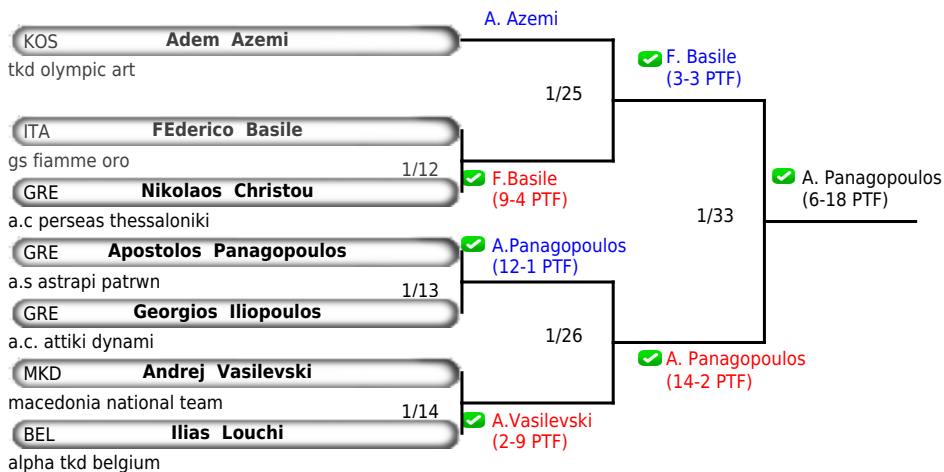 A. Azemi
KOS Adem Azemi
tkd olympic art
F. Basile
(3-3 PTF)
1/25
ITA FEderico Basile
gs fiamme oro
1/12
F.Basile
(9-4 PTF)
GRE Nikolaos Christou
a.c perseas thessaloniki
A. Panagopoulos
(6-18 PTF)
1/33
GRE Apostolos Panagopoulos
a.s astrapi patrwn
A.Panagopoulos
(12-1 PTF)
1/13
GRE Georgios Iliopoulos
a.c. attiki dynami
1/26
A. Panagopoulos
(14-2 PTF)
MKD Andrej Vasilevski
macedonia national team
1/14
A.Vasilevski
(2-9 PTF)
BEL Ilias Louchi
alpha tkd belgium